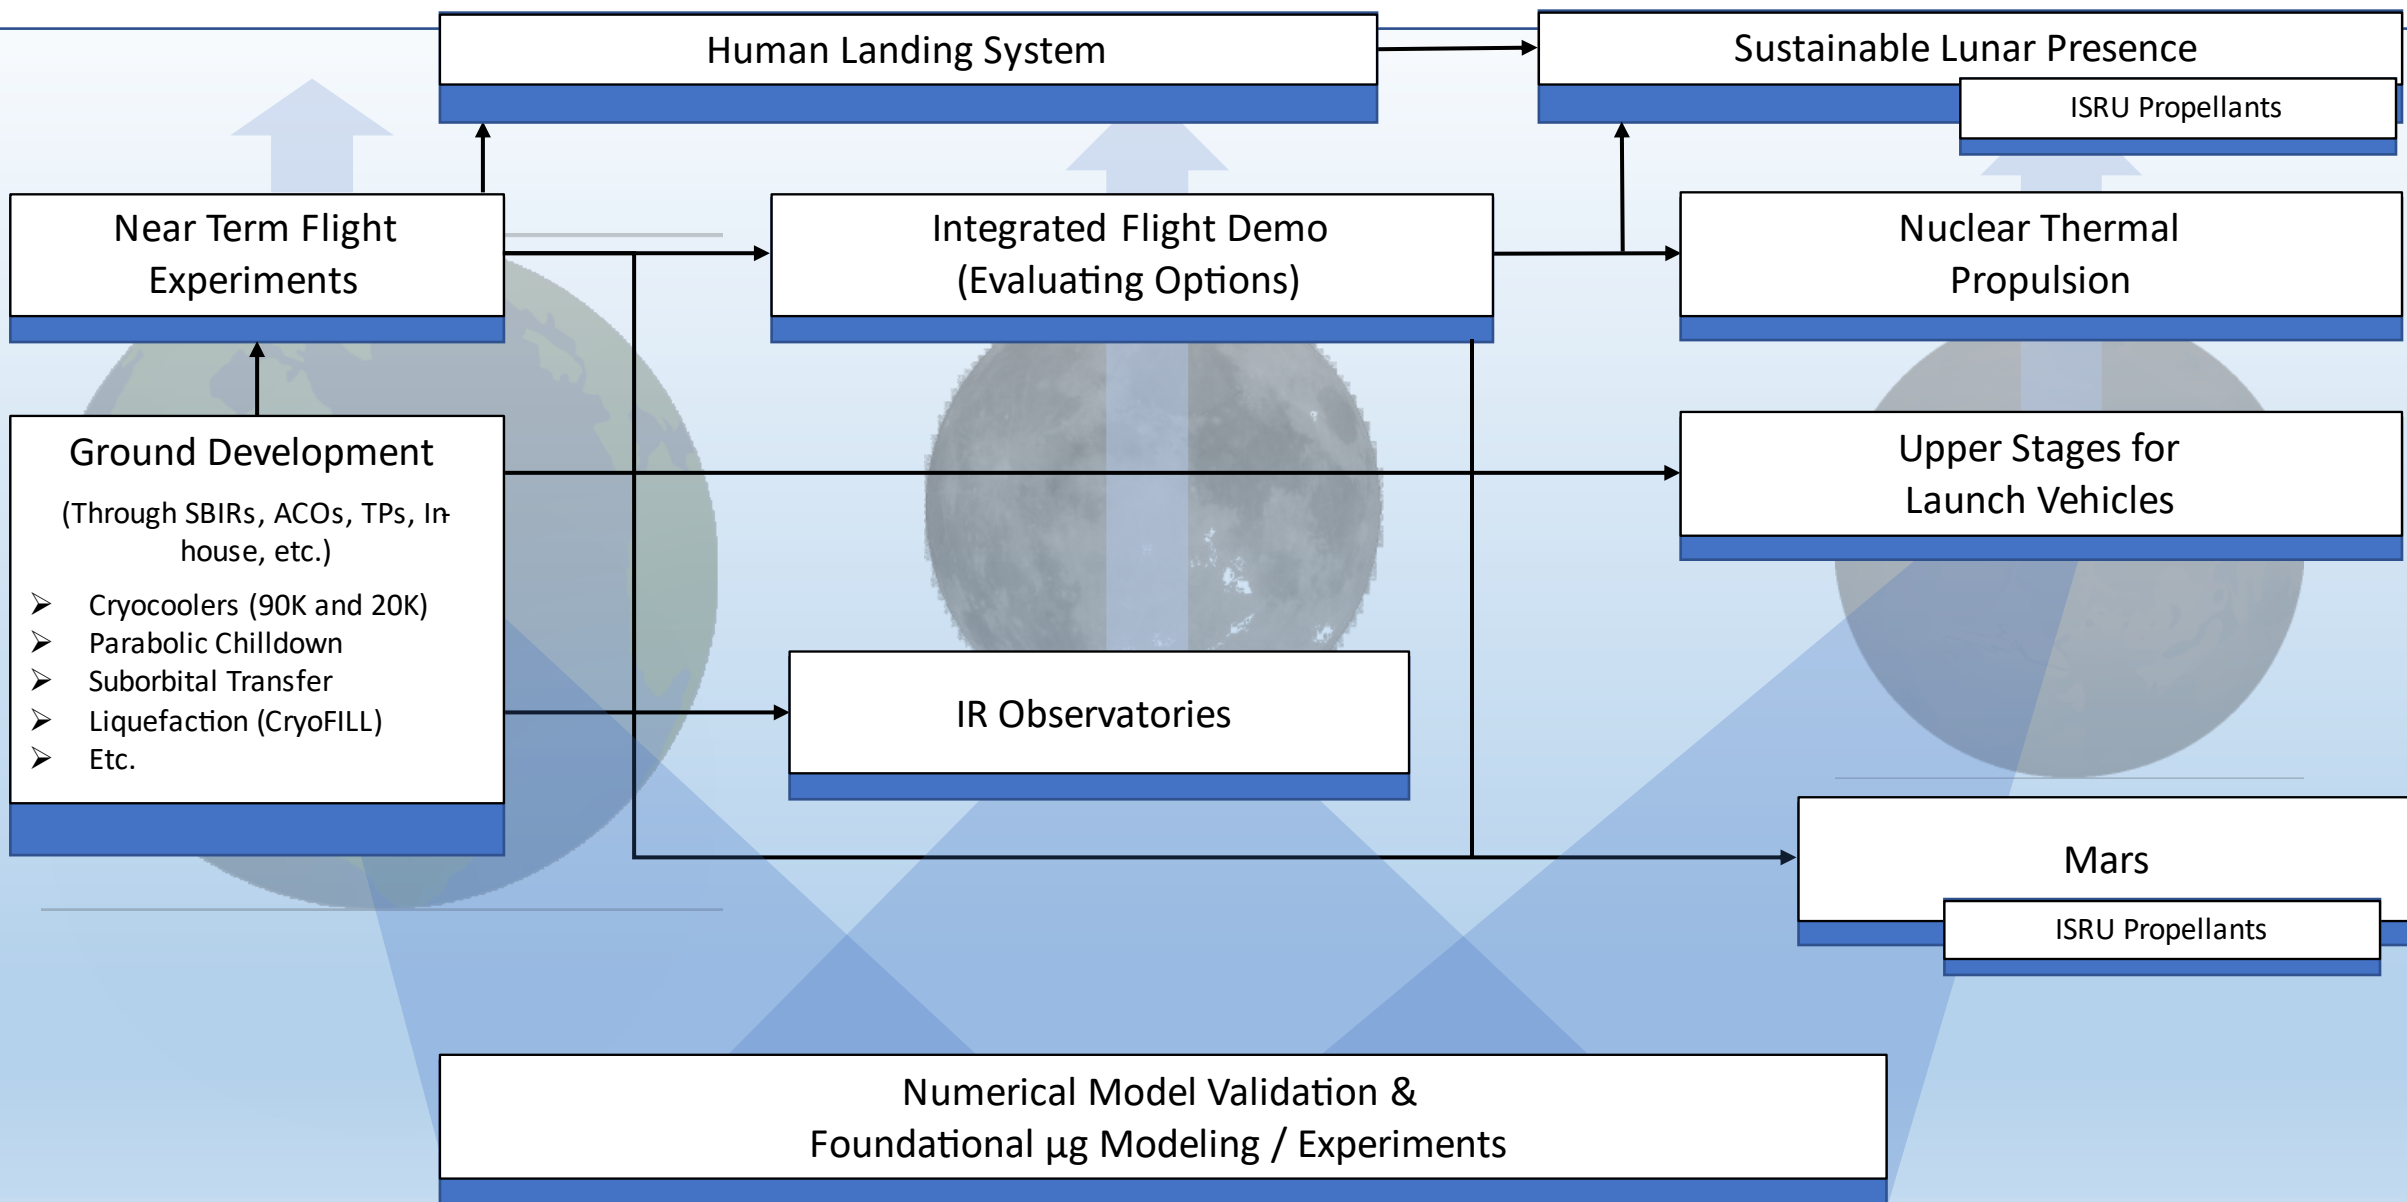 Human Landing System
Sustainable Lunar Presence
ISRU Propellants
Near Term Flight
Experiments
Integrated Flight Demo
(Evaluating Options)
Nuclear Thermal
Propulsion
Ground Development
(Through SBIRs, ACOs, TPs, In-
house, etc.)
➢ Cryocoolers (90K and 20K)
➢ Parabolic Chilldown
➢ Suborbital Transfer
➢ Liquefaction (CryoFILL)
➢ Etc.
Upper Stages for
Launch Vehicles
IR Observatories
Mars
ISRU Propellants
Numerical Model Validation &
Foundational µg Modeling / Experiments